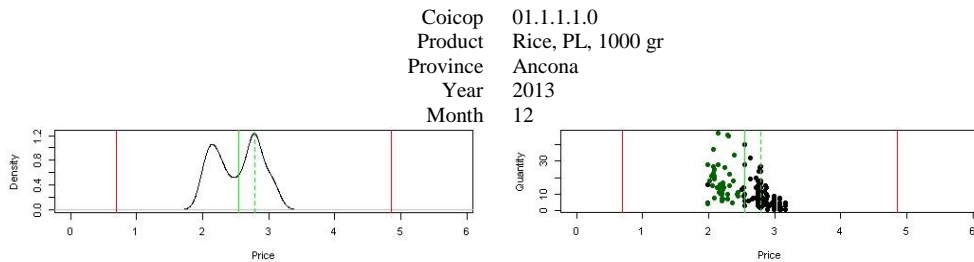 Coicop 01.1.1.1.0
Product Rice, PL, 1000 gr
Province Ancona
Year 2013
Month 12
Density
0.0 0.4 0.8 1.2
0 1 2 3 4 5 6
Price
Quantity
0 10 30
0 1 2 3 4 5 6
Price